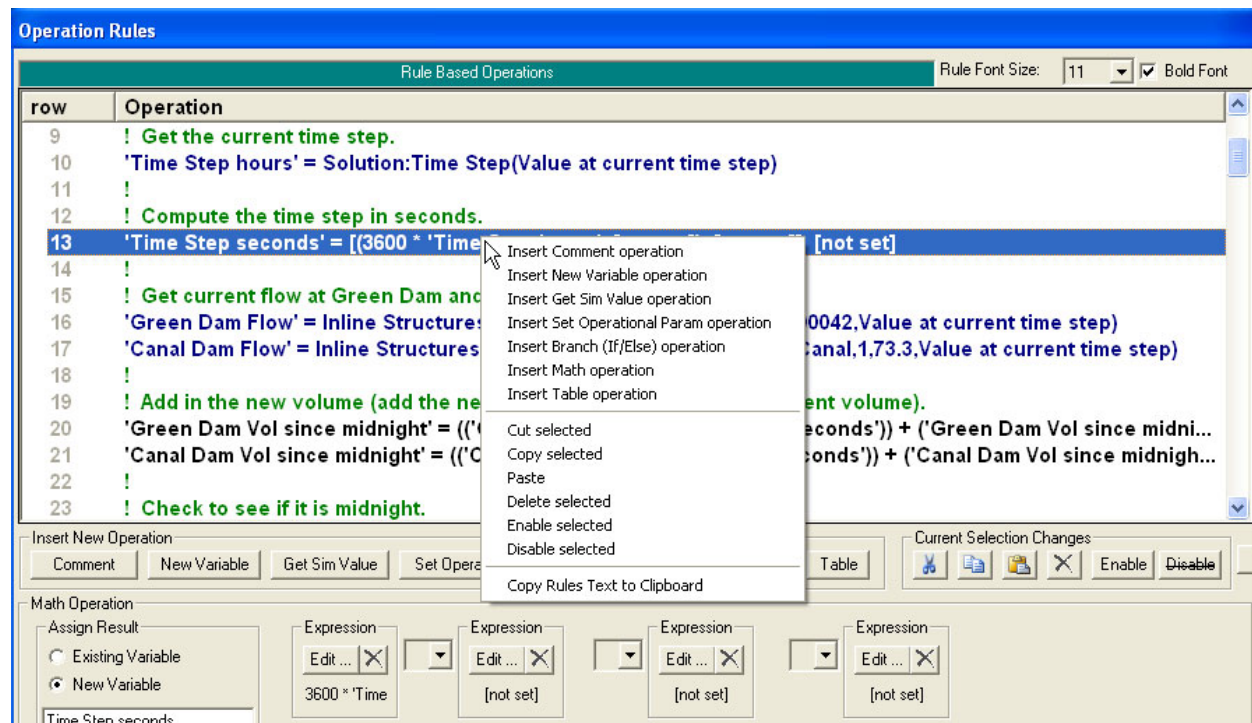 Operation Rules
Rule Based Operations
Rule Font Size: 11 Bold Font
row Operation
9 ! Get the current time step.
10 'Time Step hours' = Solution:Time Step(Value at current time step)
11 !
12 ! Compute the time step in seconds.
13 'Time Step seconds' = [(3600 * 'Time [not set]
14 !
15 ! Get current flow at Green Dam and
16 'Green Dam Flow' = Inline Structures 0042,Value at current time step)
17 'Canal Dam Flow' = Inline Structures Canal,1,73.3,Value at current time step)
18 !
19 ! Add in the new volume (add the ne ent volume).
20 'Green Dam Vol since midnight' = (( econds')) + ('Green Dam Vol since midni...
21 'Canal Dam Vol since midnight' = (('C conds')) + ('Canal Dam Vol since midnigh...
22 !
23 ! Check to see if it is midnight.
Insert Comment operation
Insert New Variable operation
Insert Get Sim Value operation
Insert Set Operational Param operation
Insert Branch (If/Else) operation
Insert Math operation
Insert Table operation
Cut selected
Copy selected
Paste
Delete selected
Enable selected
Disable selected
Copy Rules Text to Clipboard
Insert New Operation
Comment New Variable Get Sim Value Set Opera Table
Current Selection Changes
Enable Disable
Math Operation
Assign Result
Existing Variable
New Variable
Time Step seconds
Expression Expression Expression Expression
Edit ... Edit ... Edit ... Edit ...
3600 * 'Time [not set] [not set] [not set]